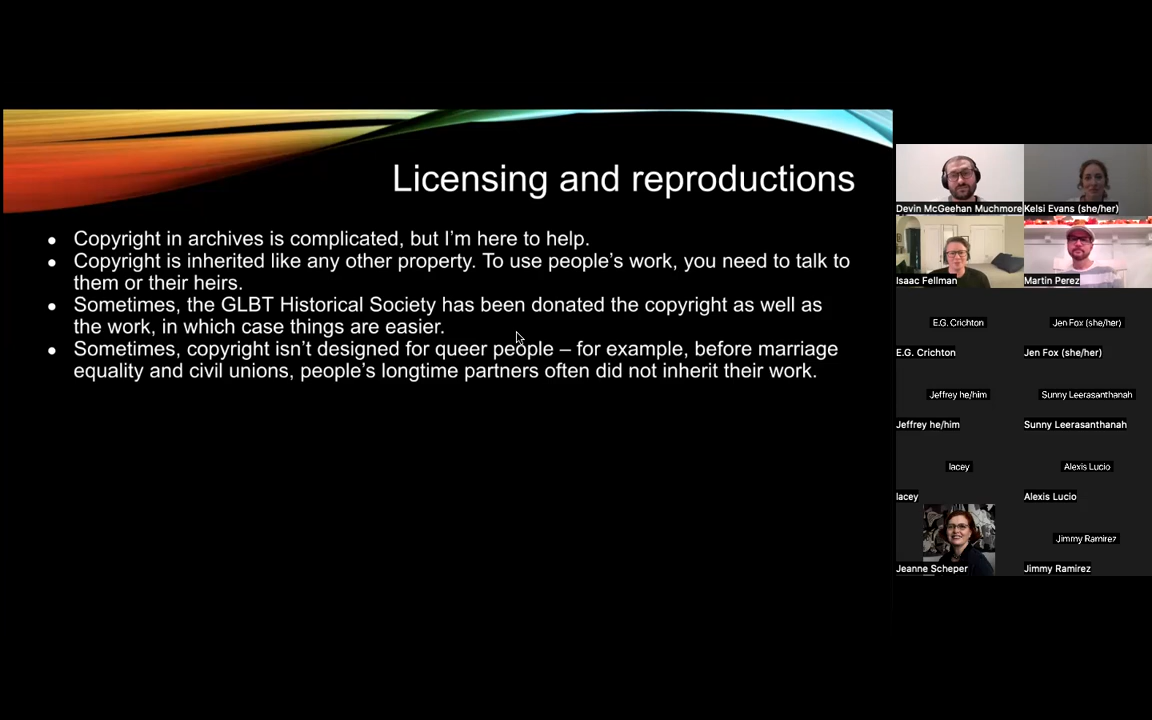 Licensing and reproductions
● Copyright in archives is complicated, but I’m here to help.
● Copyright is inherited like any other property. To use people’s work, you need to talk to
them or their heirs.
● Sometimes, the GLBT Historical Society has been donated the copyright as well as
the work, in which case things are easier.
● Sometimes, copyright isn’t designed for queer people – for example, before marriage
equality and civil unions, people’s longtime partners often did not inherit their work.
Devin McGeehan Muchmore
Kelsi Evans (she/her)
Isaac Fellman
Martin Perez
E.G. Crichton
Jen Fox (she/her)
E.G. Crichton
Jen Fox (she/her)
Jeffrey he/him
Sunny Leerasanthanah
Jeffrey he/him
Sunny Leerasanthanah
lacey
Alexis Lucio
lacey
Alexis Lucio
Jimmy Ramirez
Jeanne Scheper
Jimmy Ramirez